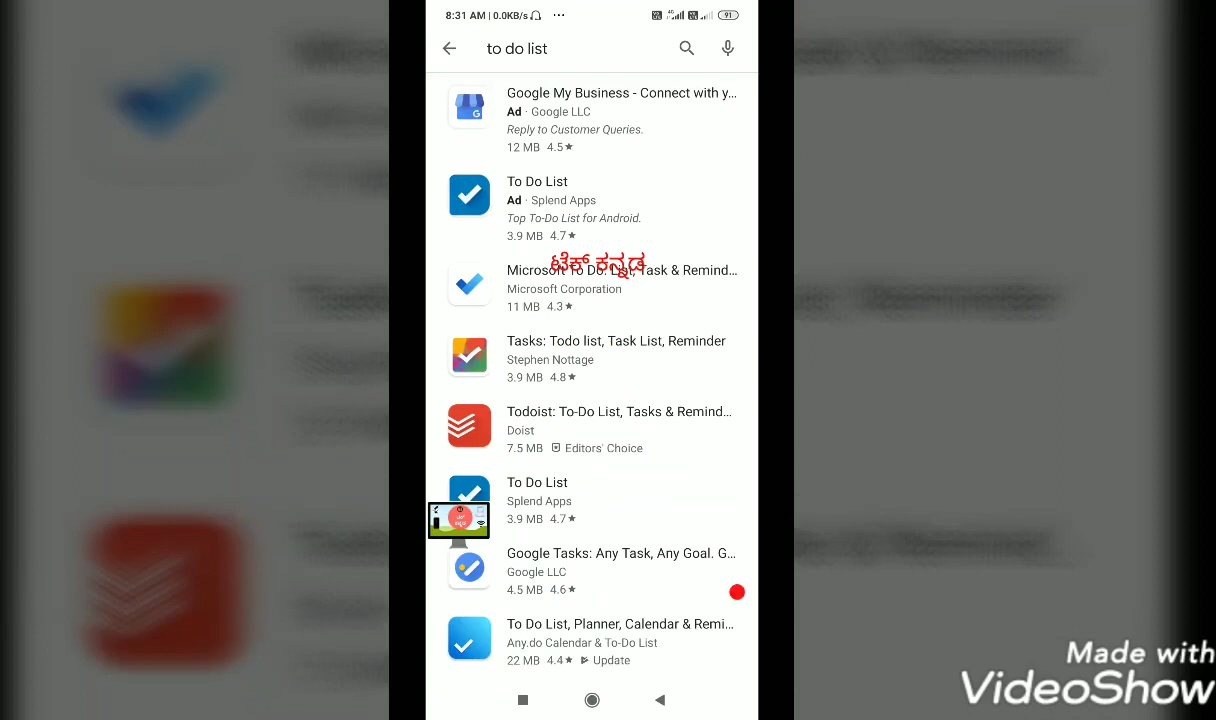 8:31 AM | 0.0KB/s ...
4G
91
to do list
Google My Business - Connect with y...
Ad · Google LLC
Reply to Customer Queries.
12 MB 4.5★
To Do List
Ad · Splend Apps
Top To-Do List for Android.
3.9 MB 4.7★
ಟೆಕ್ ಕನ್ನಡ
Microsoft To Do: List, Task & Remind...
Microsoft Corporation
11 MB 4.3★
Tasks: Todo list, Task List, Reminder
Stephen Nottage
3.9 MB 4.8★
Todoist: To-Do List, Tasks & Remind...
Doist
7.5 MB Editors' Choice
To Do List
Splend Apps
3.9 MB 4.7★
Google Tasks: Any Task, Any Goal. G...
Google LLC
4.5 MB 4.6★
To Do List, Planner, Calendar & Remi...
Any.do Calendar & To-Do List
22 MB 4.4★ Update
Made with
VideoShow